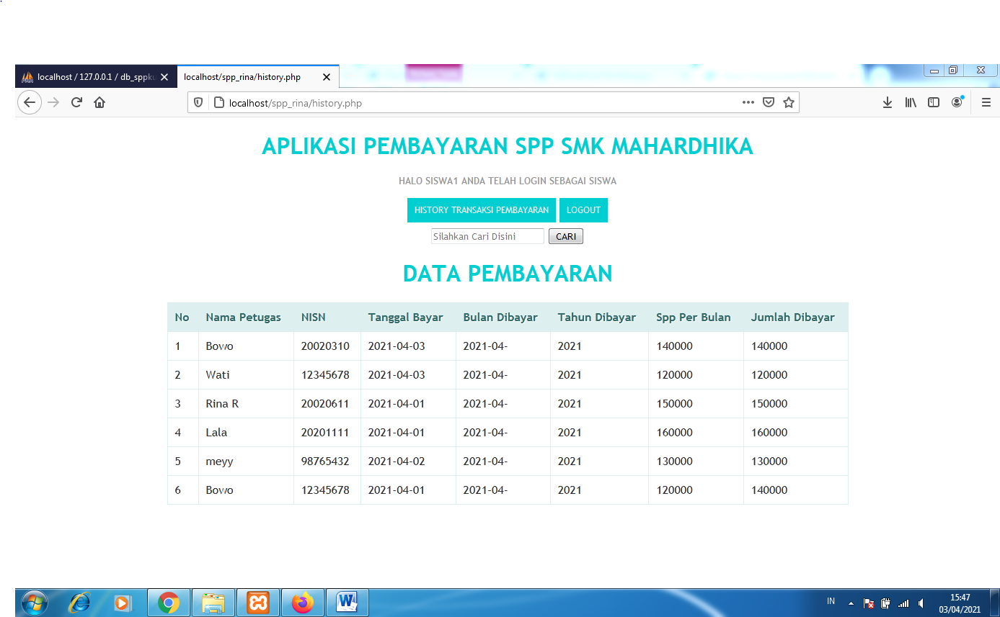 localhost / 127.0.0.1 / db_sppku
localhost/spp_rina/history.php
localhost/spp_rina/history.php
APLIKASI PEMBAYARAN SPP SMK MAHARDHIKA
HALO SISWA1 ANDA TELAH LOGIN SEBAGAI SISWA
HISTORY TRANSAKSI PEMBAYARAN LOGOUT
Silahkan Cari Disini CARI
DATA PEMBAYARAN
No Nama Petugas NISN Tanggal Bayar Bulan Dibayar Tahun Dibayar Spp Per Bulan Jumlah Dibayar
1 Bowo 20020310 2021-04-03 2021-04- 2021 140000 140000
2 Wati 12345678 2021-04-03 2021-04- 2021 120000 120000
3 Rina R 20020611 2021-04-01 2021-04- 2021 150000 150000
4 Lala 20201111 2021-04-01 2021-04- 2021 160000 160000
5 meyy 98765432 2021-04-02 2021-04- 2021 130000 130000
6 Bowo 12345678 2021-04-01 2021-04- 2021 120000 140000
IN 15:47
03/04/2021